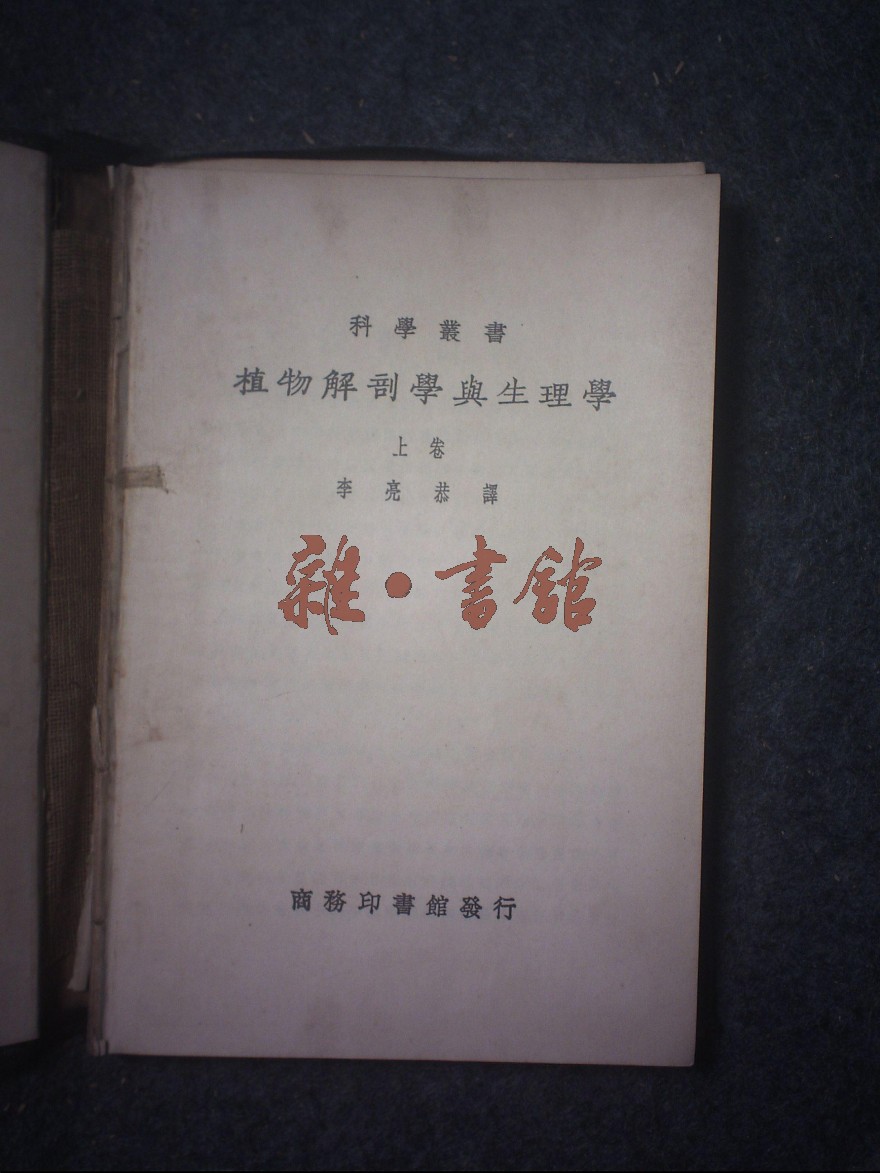 科學叢書
植物解剖學與生理學
上卷
李亮恭譯
雜·書館
商務印書館發行